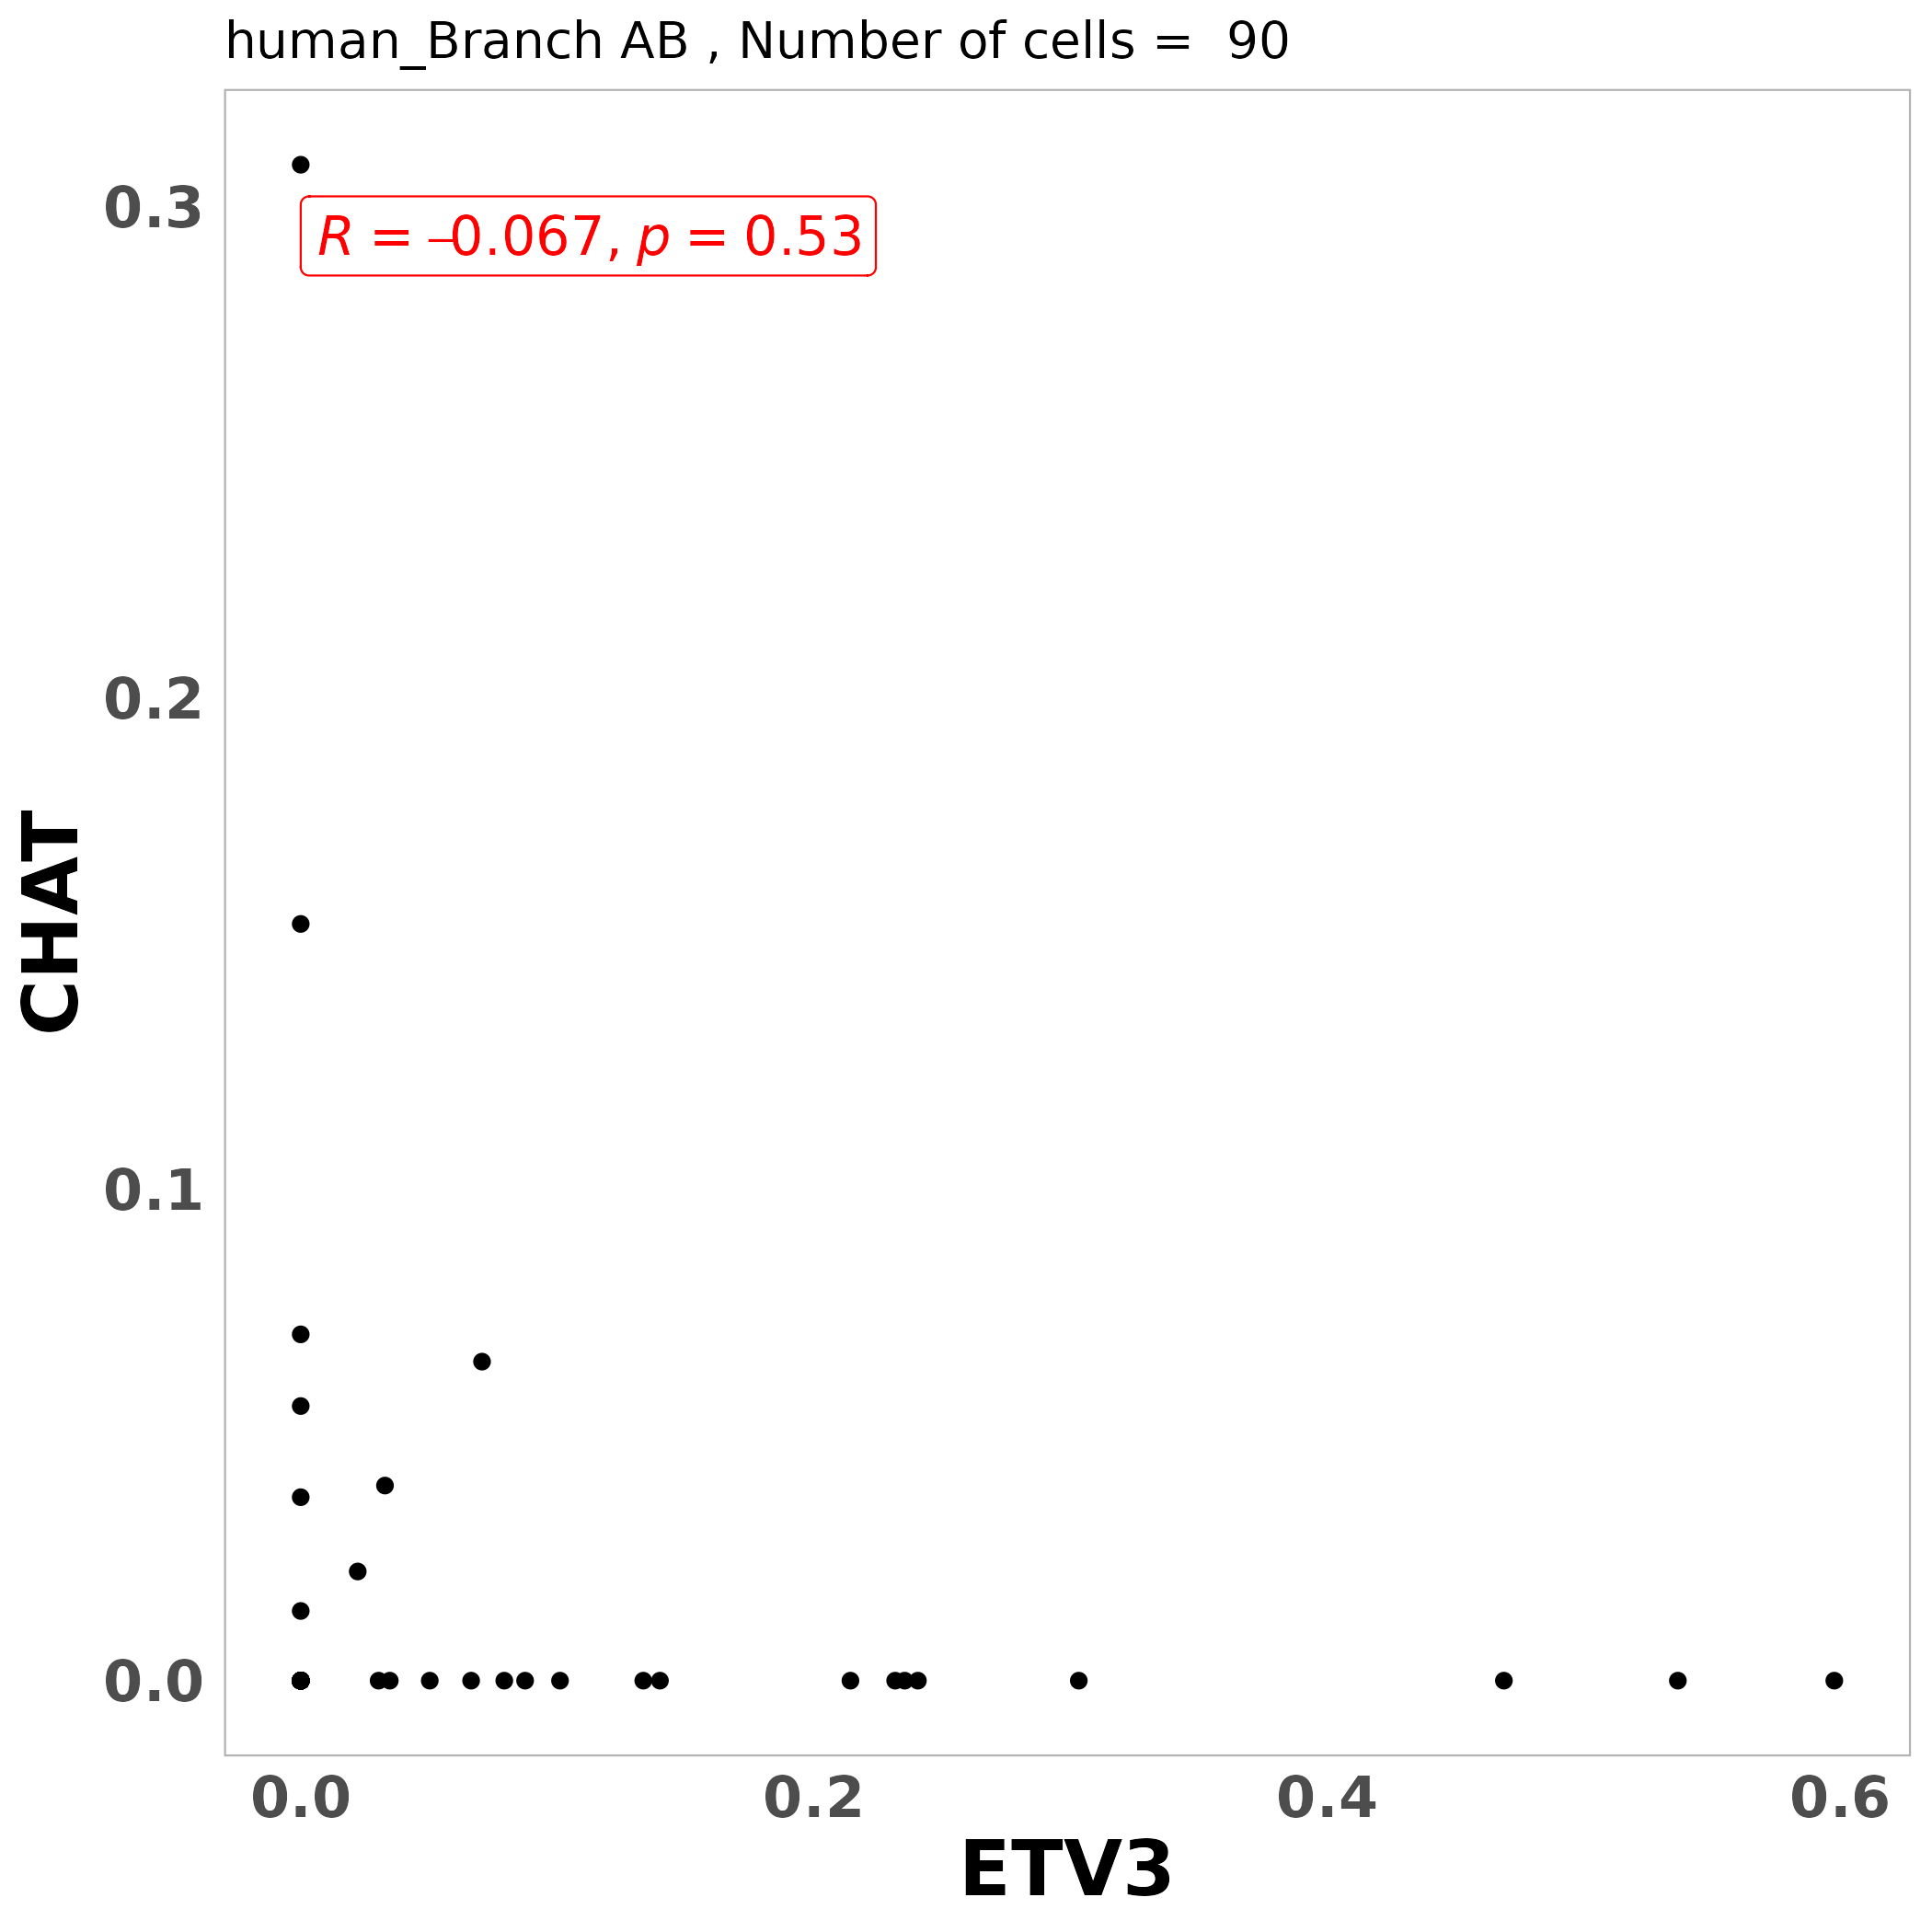 human_Branch AB , Number of cells =  90
0.3
R = –0.067, p = 0.53
0.2
CHAT
0.1
0.0
0.0 0.2 0.4 0.6
ETV3